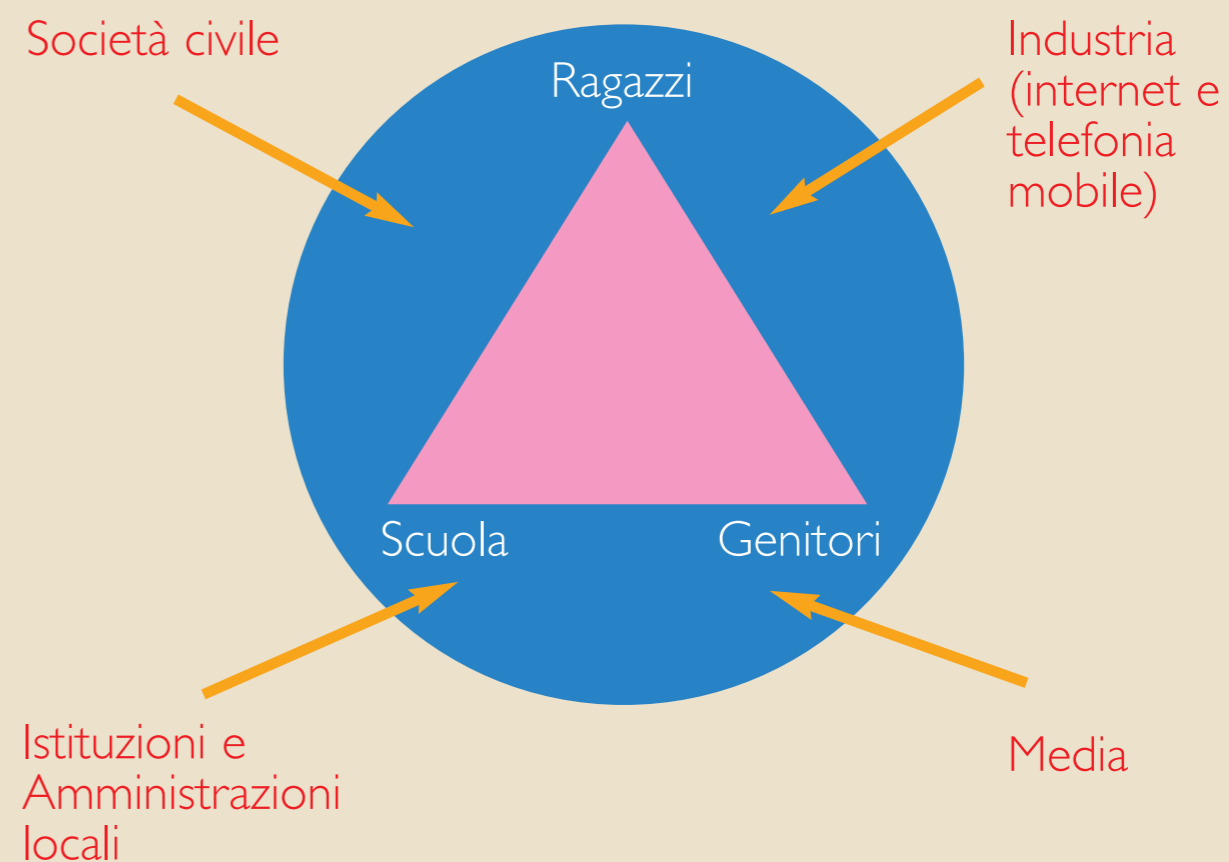 Società civile
Industria
(internet e
telefonia
mobile)
Ragazzi
Scuola
Genitori
Istituzioni e
Amministrazioni
locali
Media